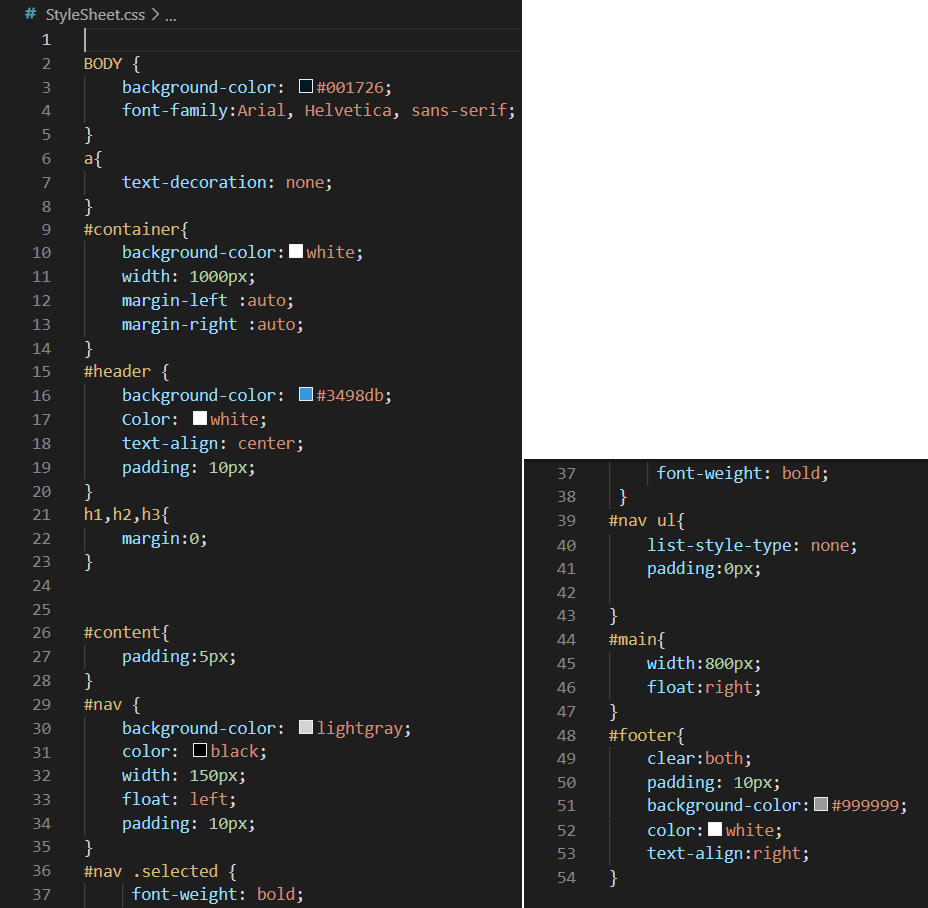 # StyleSheet.css > ...
1
2 BODY {
3 background-color: #001726;
4 font-family:Arial, Helvetica, sans-serif;
5 }
6 a{
7 text-decoration: none;
8 }
9 #container{
10 background-color:white;
11 width: 1000px;
12 margin-left :auto;
13 margin-right :auto;
14 }
15 #header {
16 background-color: #3498db;
17 Color: white;
18 text-align: center;
19 padding: 10px;
20 }
21 h1,h2,h3{
22 margin:0;
23 }
24
25
26 #content{
27 padding:5px;
28 }
29 #nav {
30 background-color: lightgray;
31 color: black;
32 width: 150px;
33 float: left;
34 padding: 10px;
35 }
36 #nav .selected {
37 font-weight: bold;
37 font-weight: bold;
38 }
39 #nav ul{
40 list-style-type: none;
41 padding:0px;
42
43 }
44 #main{
45 width:800px;
46 float:right;
47 }
48 #footer{
49 clear:both;
50 padding: 10px;
51 background-color:#999999;
52 color:white;
53 text-align:right;
54 }